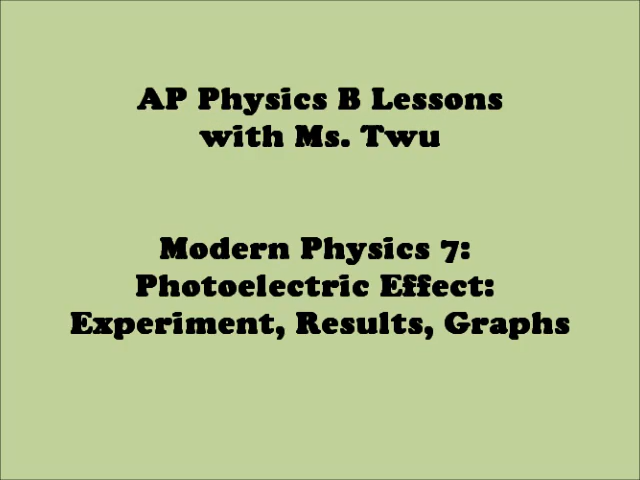 AP Physics B Lessons
with Ms. Twu
Modern Physics 7:
Photoelectric Effect:
Experiment, Results, Graphs